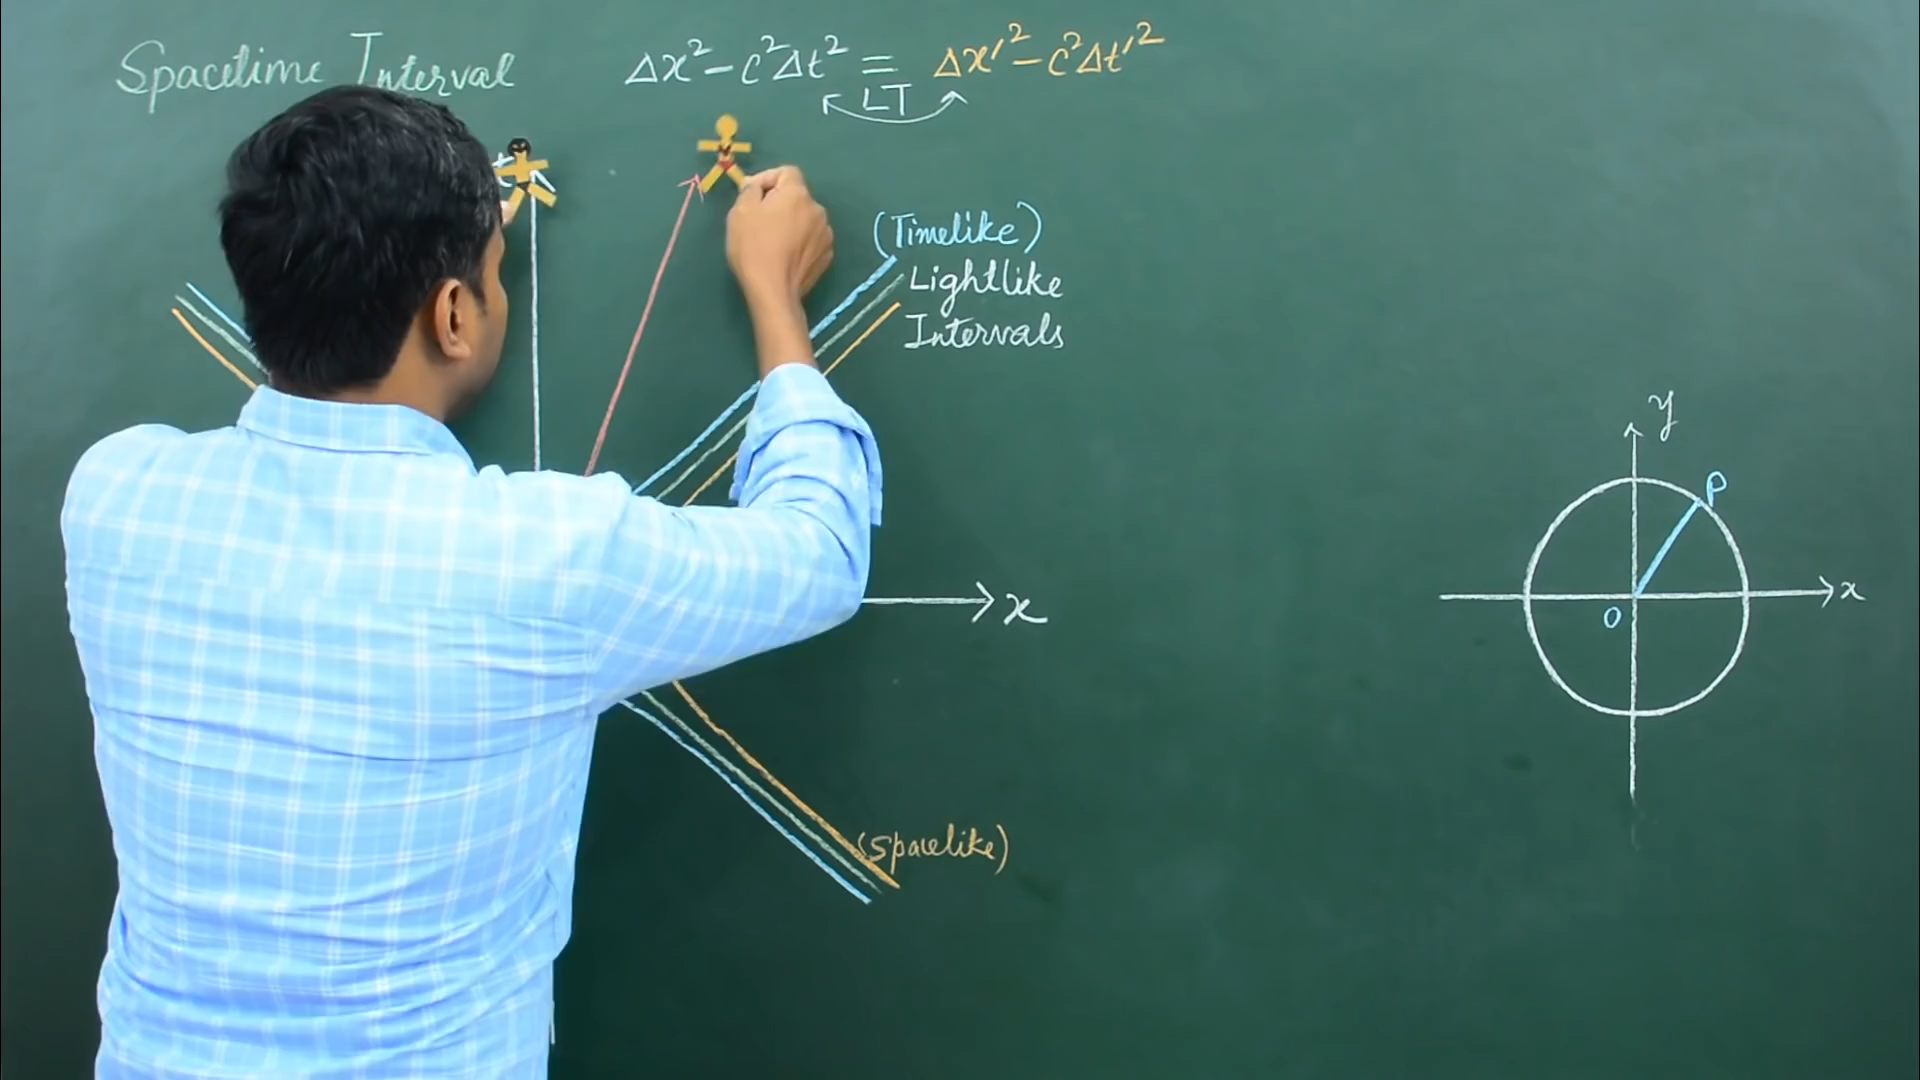 Spacetime Interval
Δx² - c²Δt² = Δx'² - c²Δt'²
LT
(Timelike)
Lightlike
Intervals
y
P
x
O
x
(Spacelike)